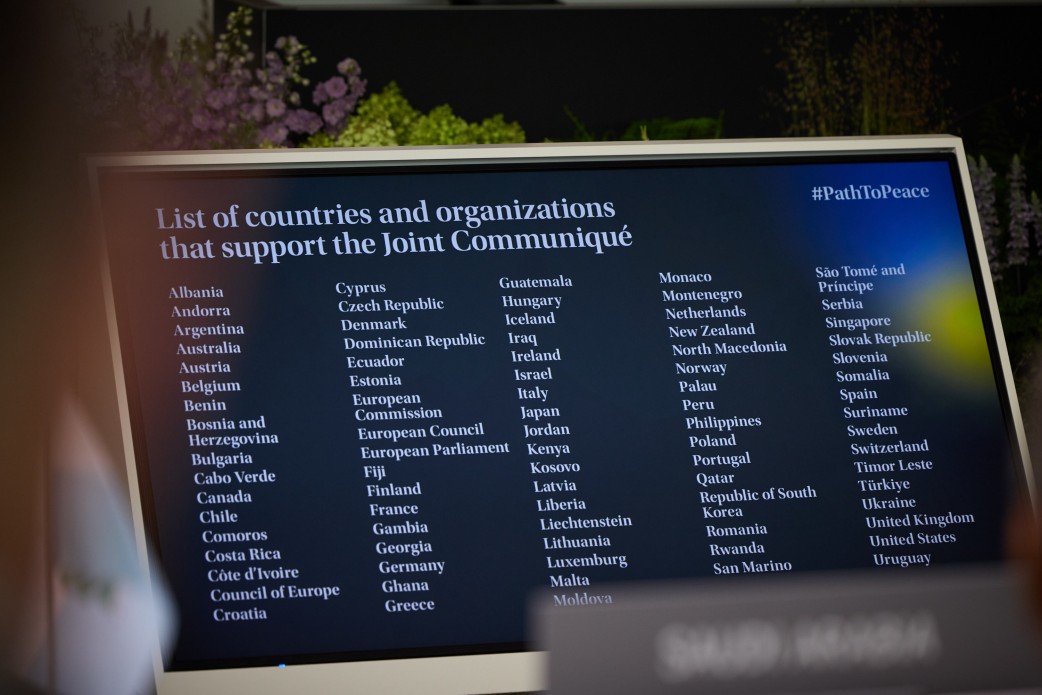 List of countries and organizations
that support the Joint Communiqué
#PathToPeace
Albania
Andorra
Argentina
Australia
Austria
Belgium
Benin
Bosnia and
Herzegovina
Bulgaria
Cabo Verde
Canada
Chile
Comoros
Costa Rica
Côte d'Ivoire
Council of Europe
Croatia
Cyprus
Czech Republic
Denmark
Dominican Republic
Ecuador
Estonia
European
Commission
European Council
European Parliament
Fiji
Finland
France
Gambia
Georgia
Germany
Ghana
Greece
Guatemala
Hungary
Iceland
Iraq
Ireland
Israel
Italy
Japan
Jordan
Kenya
Kosovo
Latvia
Liberia
Liechtenstein
Lithuania
Luxemburg
Malta
Moldova
Monaco
Montenegro
Netherlands
New Zealand
North Macedonia
Norway
Palau
Peru
Philippines
Poland
Portugal
Qatar
Republic of South
Korea
Romania
Rwanda
San Marino
São Tomé and
Príncipe
Serbia
Singapore
Slovak Republic
Slovenia
Somalia
Spain
Suriname
Sweden
Switzerland
Timor Leste
Türkiye
Ukraine
United Kingdom
United States
Uruguay
SAUDI ARABIA